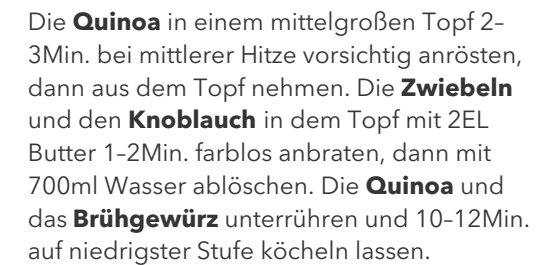 Die Quinoa in einem mittelgroßen Topf 2–
3Min. bei mittlerer Hitze vorsichtig anrösten,
dann aus dem Topf nehmen. Die Zwiebeln
und den Knoblauch in dem Topf mit 2EL
Butter 1–2Min. farblos anbraten, dann mit
700ml Wasser ablöschen. Die Quinoa und
das Brühgewürz unterrühren und 10–12Min.
auf niedrigster Stufe köcheln lassen.